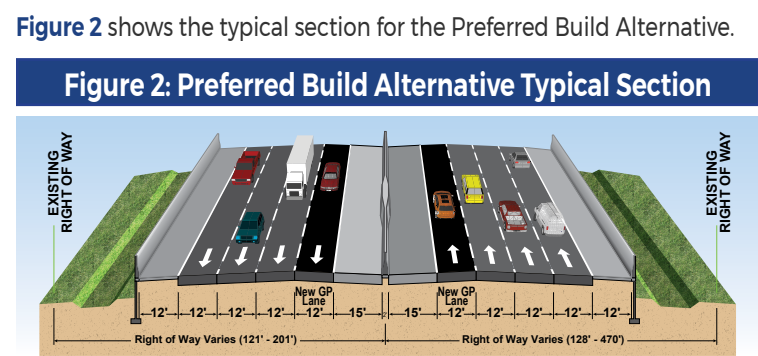 Figure 2 shows the typical section for the Preferred Build Alternative.
Figure 2: Preferred Build Alternative Typical Section
EXISTING
RIGHT OF WAY
EXISTING
RIGHT OF WAY
New GP
Lane
New GP
Lane
12' 12' 12' 12' 12' 15' 2' 15' 12' 12' 12' 12' 12'
Right of Way Varies (121' - 201')
Right of Way Varies (128' - 470')